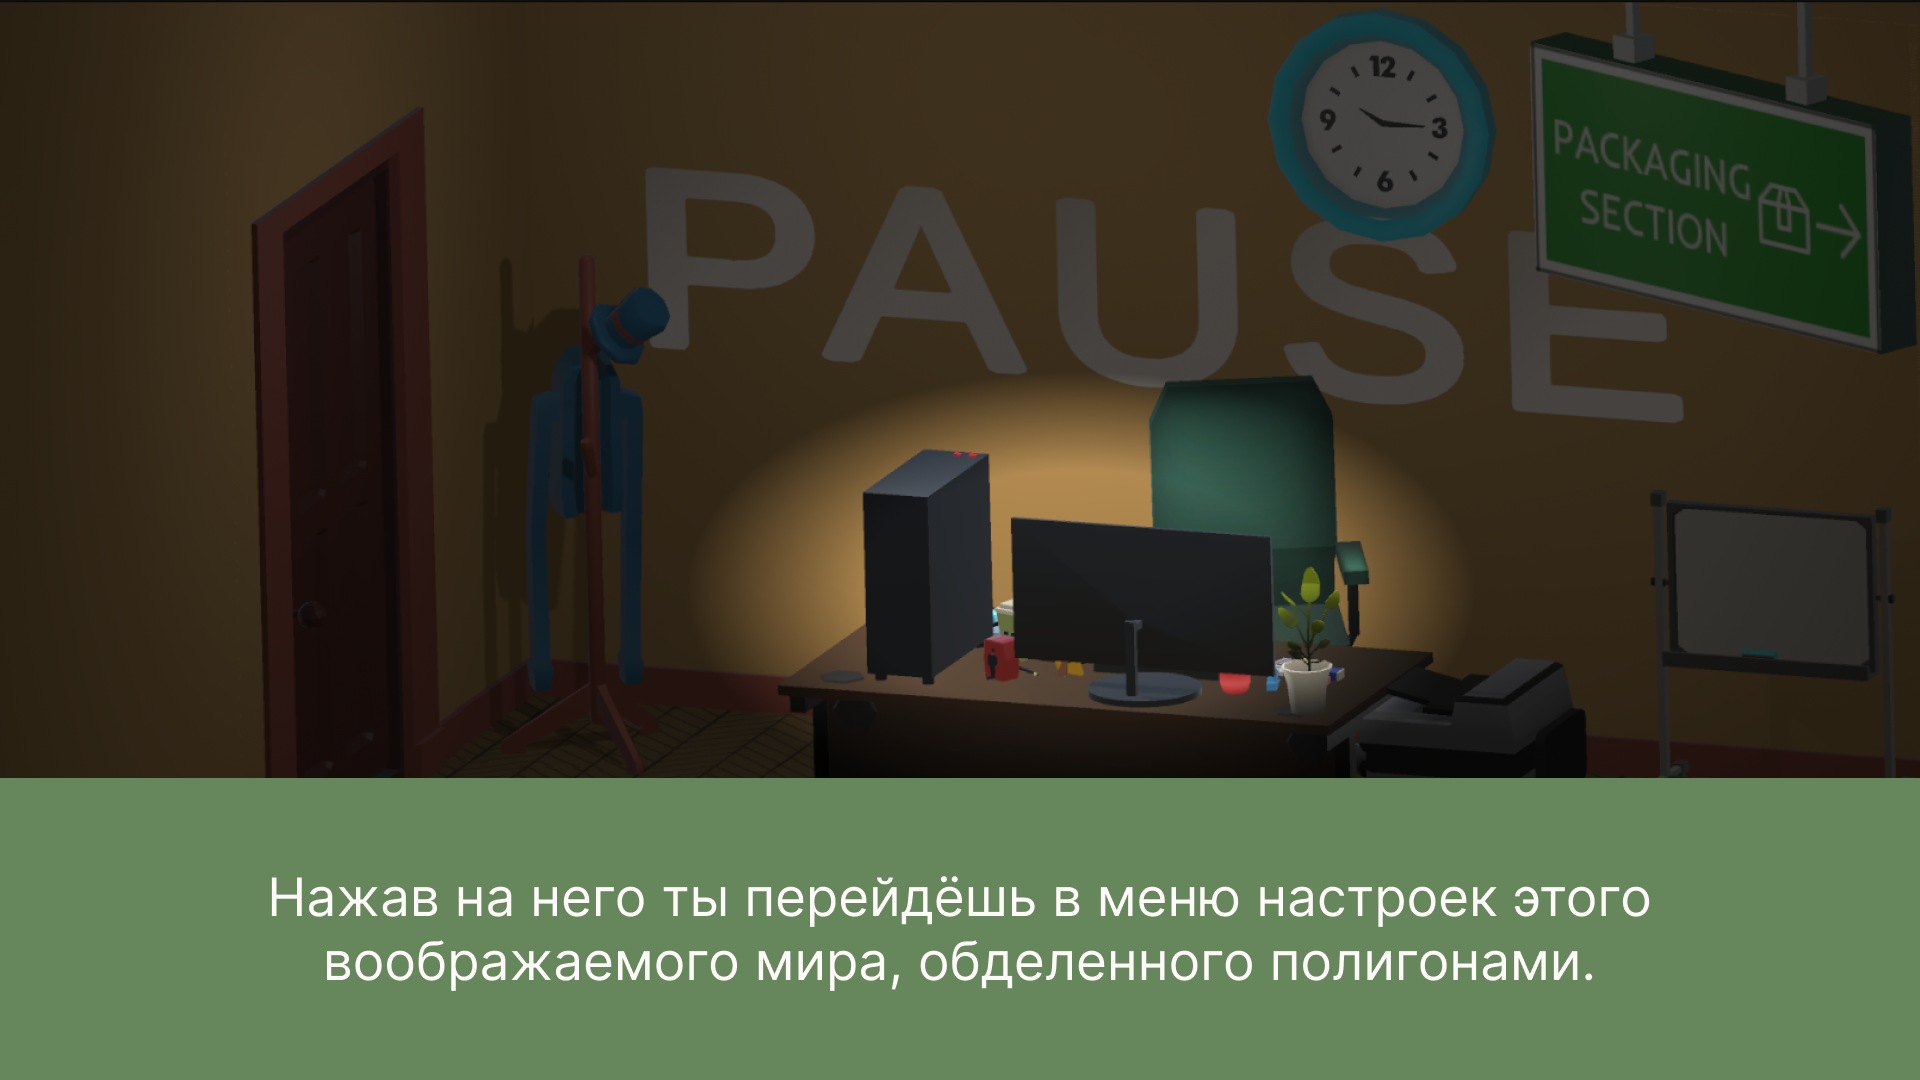 PAUSE
12
9
3
6
PACKAGING
SECTION
Нажав на него ты перейдёшь в меню настроек этого
воображаемого мира, обделенного полигонами.